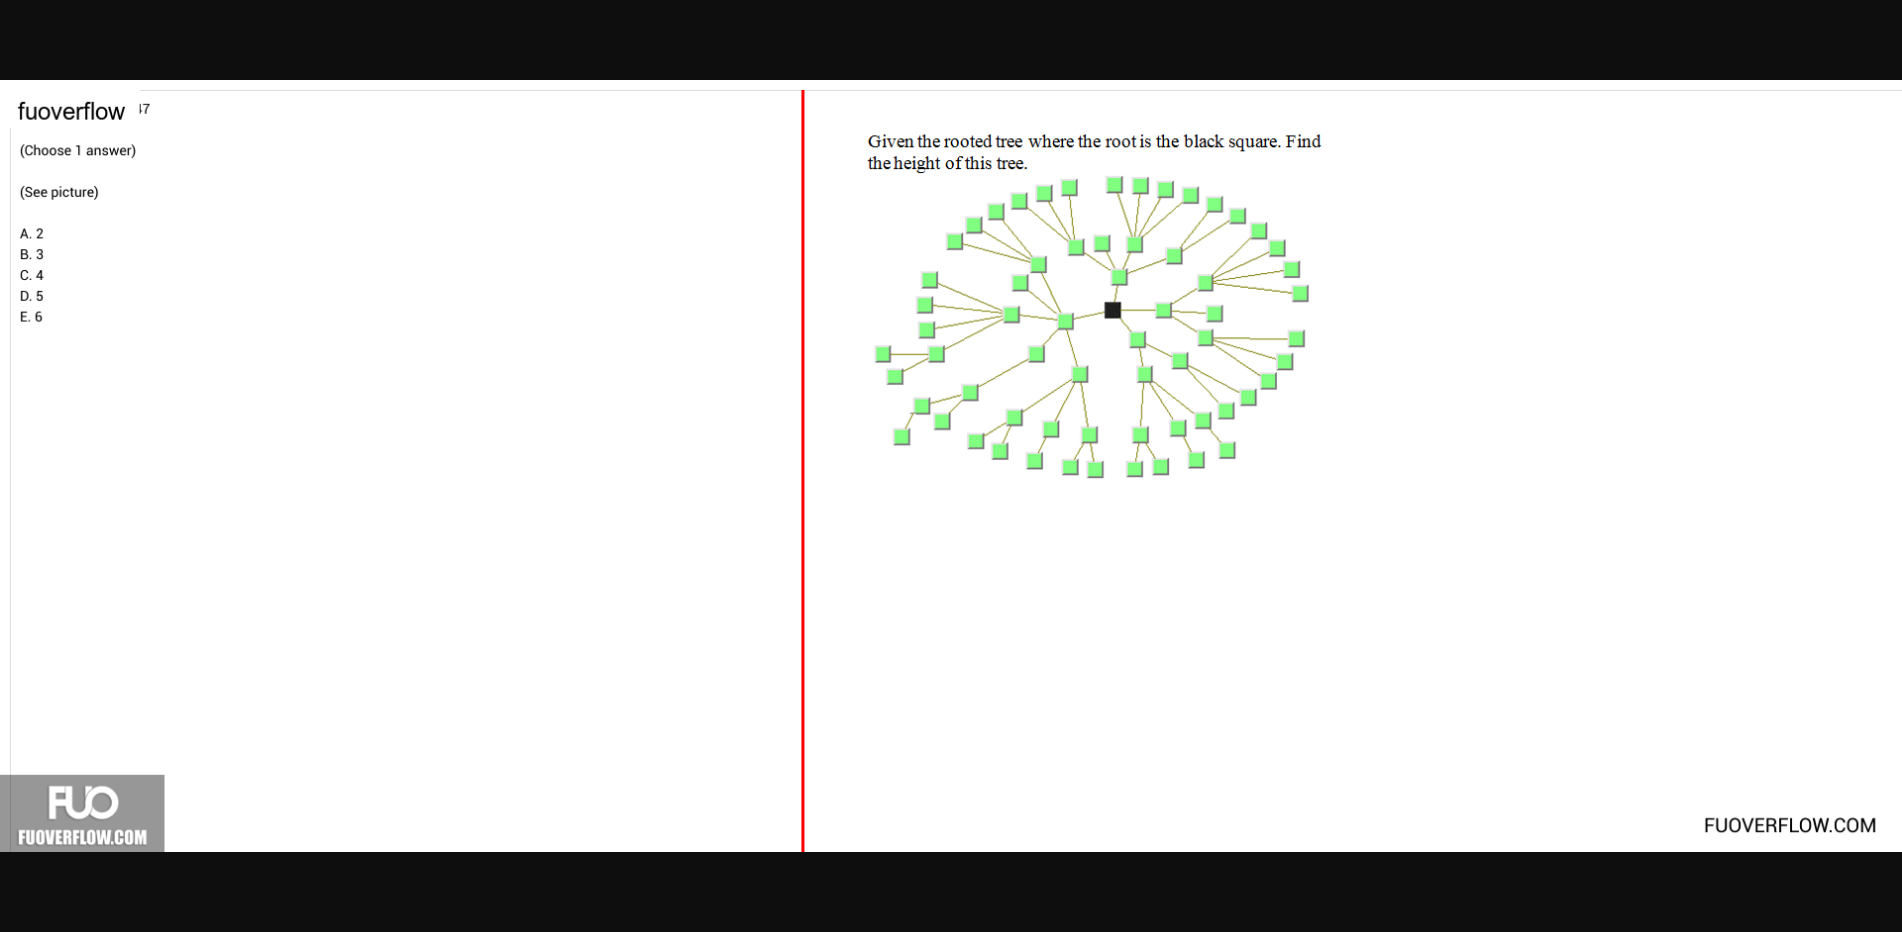 fuoverflow
(Choose 1 answer)
(See picture)
A. 2
B. 3
C. 4
D. 5
E. 6
Given the rooted tree where the root is the black square. Find
the height of this tree.
FUO
FUOVERFLOW.COM
FUOVERFLOW.COM